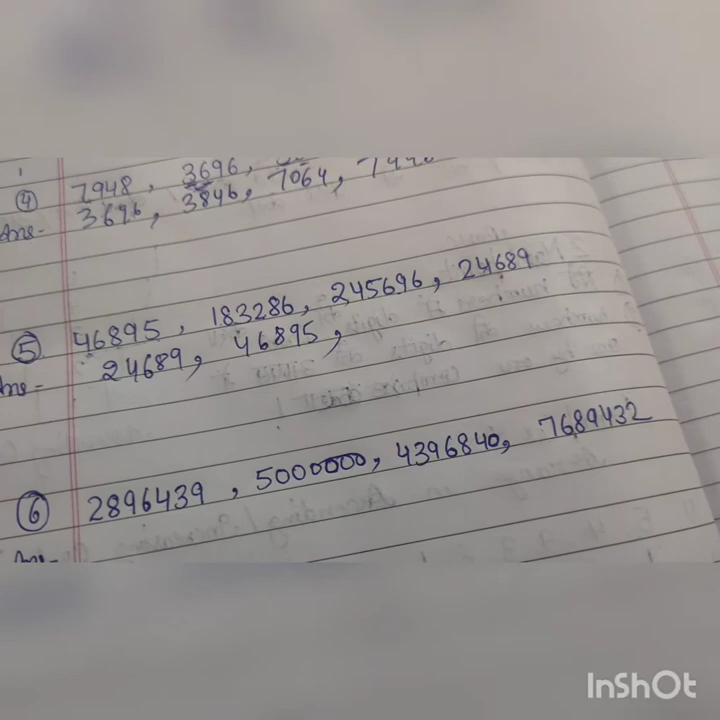 ④ 7948, 3696,
Ans- 3696, 3846, 7064,
⑤ 46895, 183286, 245696, 24689
Ans- 24689, 46895,
⑥ 2896439, 5000000, 4396840, 7689432
Ans-
InShOt